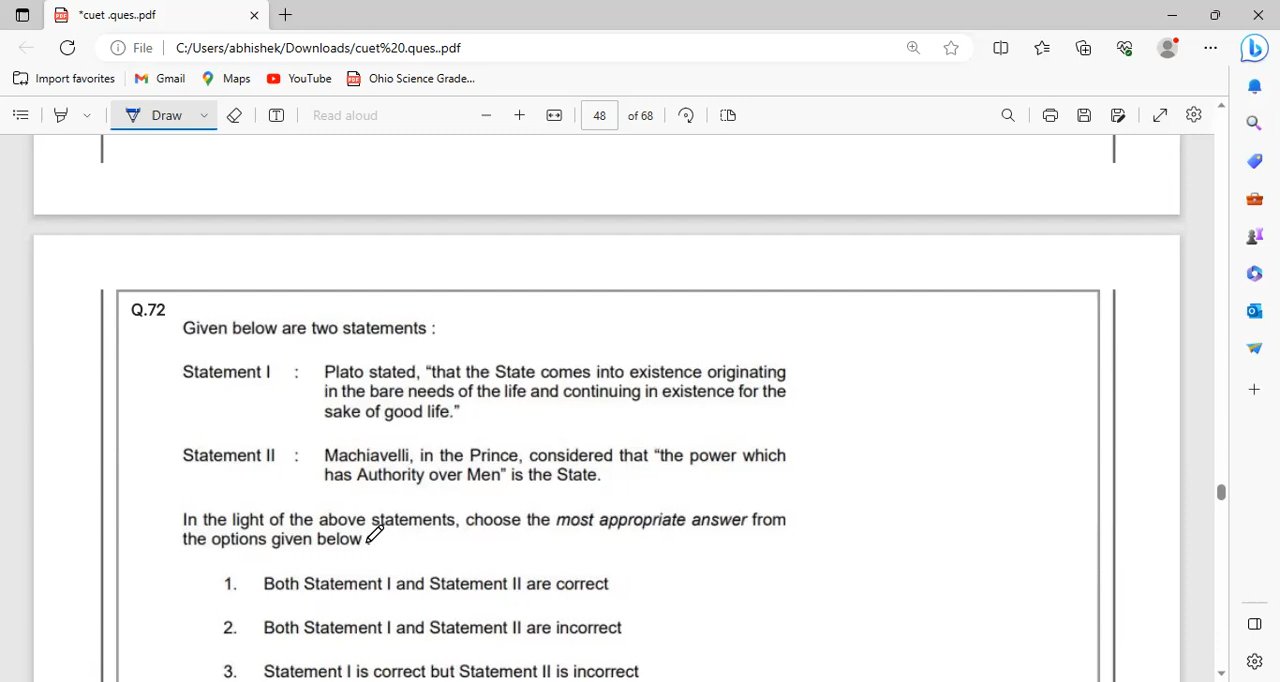 *cuet .ques..pdf
File
C:/Users/abhishek/Downloads/cuet%20.ques..pdf
Import favorites
Gmail
Maps
YouTube
Ohio Science Grade...
Draw
Read aloud
48
of 68
Q.72
Given below are two statements :
Statement I : Plato stated, “that the State comes into existence originating
in the bare needs of the life and continuing in existence for the
sake of good life.”
Statement II : Machiavelli, in the Prince, considered that “the power which
has Authority over Men” is the State.
In the light of the above statements, choose the most appropriate answer from
the options given below
1. Both Statement I and Statement II are correct
2. Both Statement I and Statement II are incorrect
3. Statement I is correct but Statement II is incorrect